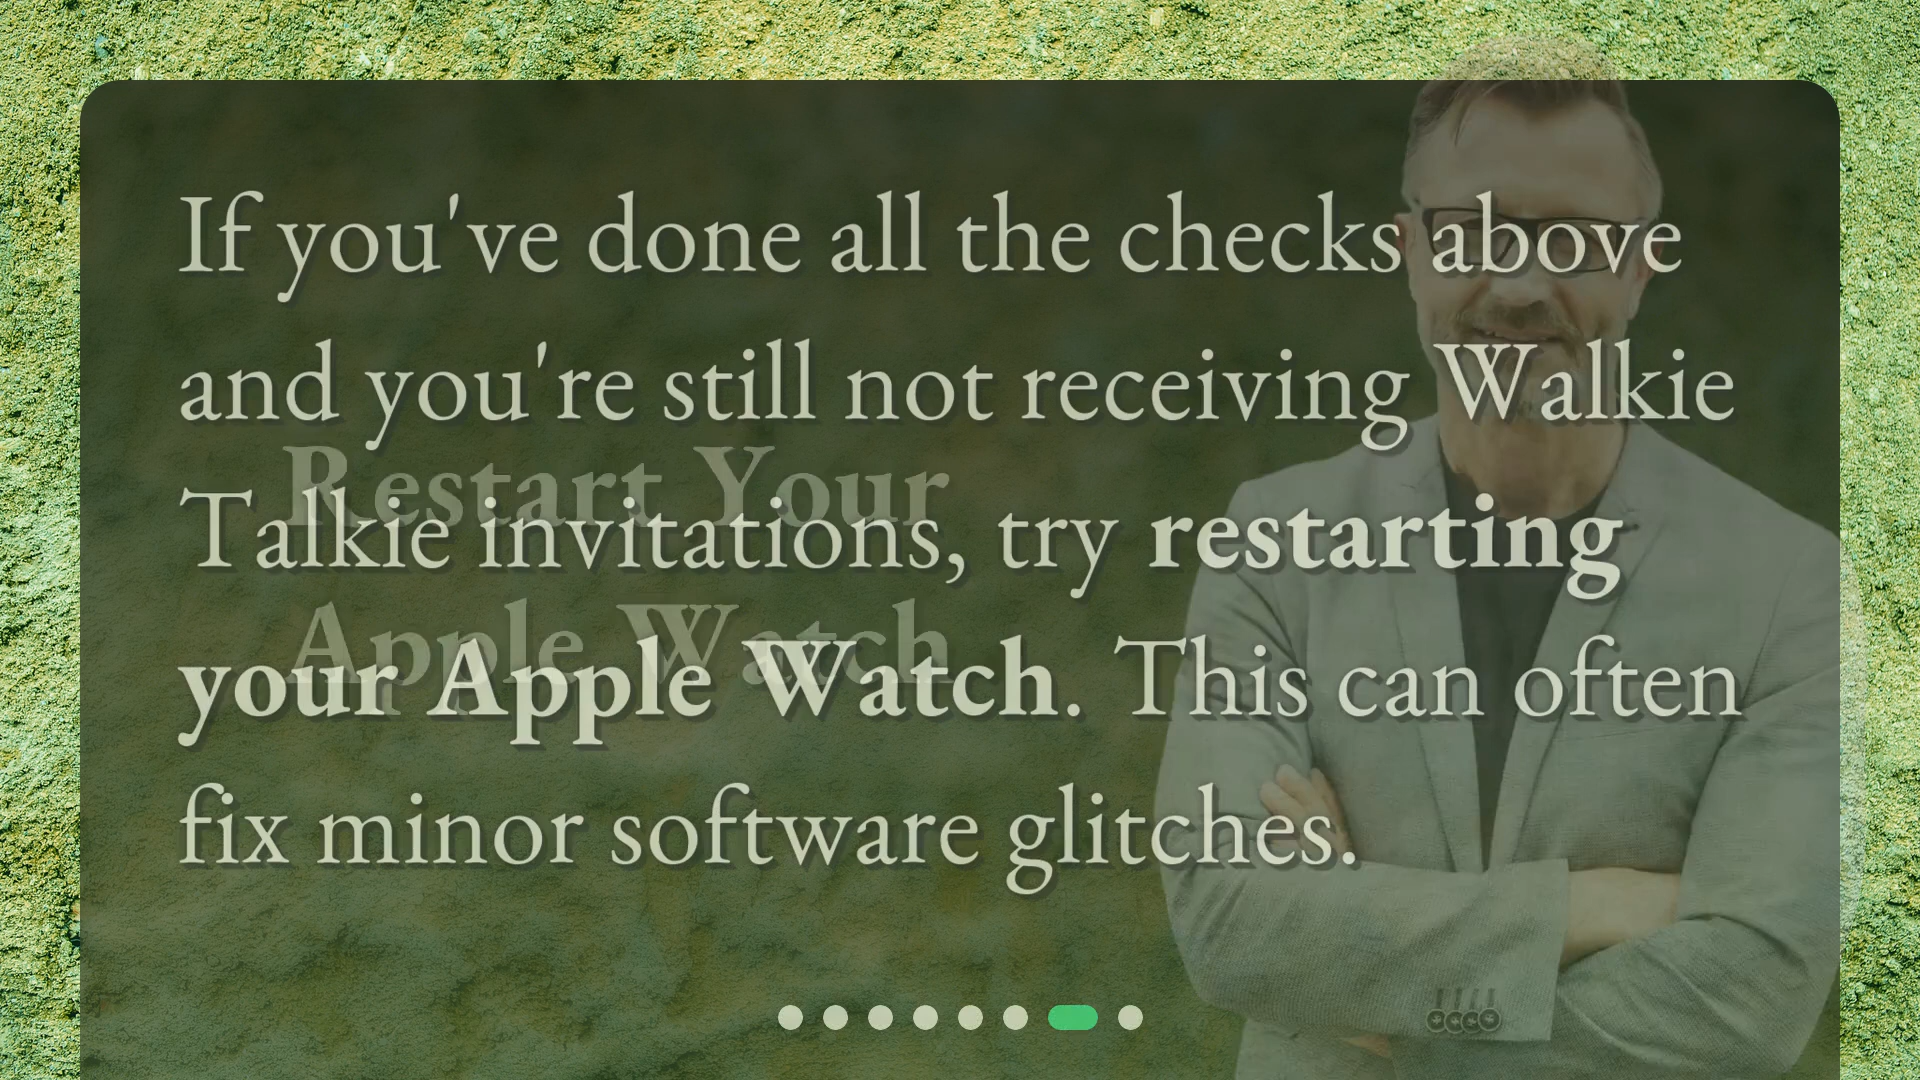 If you've done all the checks above
and you're still not receiving Walkie
Restart Your
Talkie invitations, try restarting
Apple Watch
your Apple Watch. This can often
fix minor software glitches.